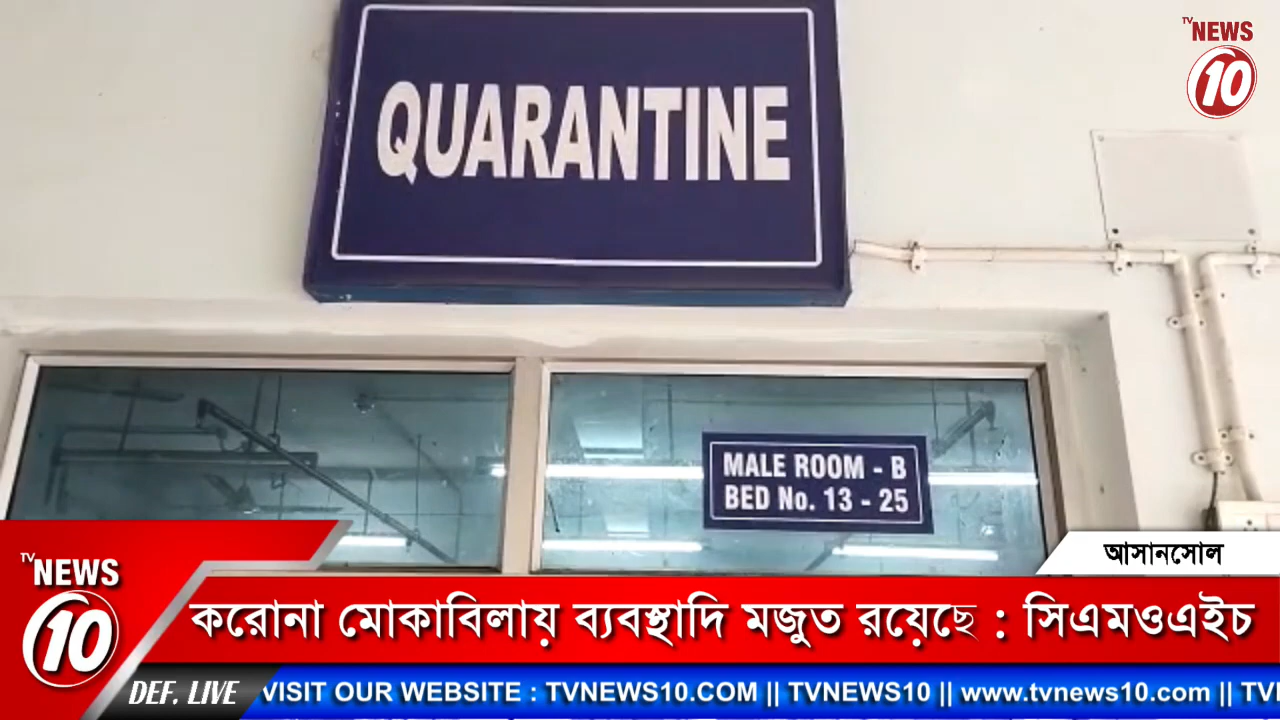 TV NEWS
10
QUARANTINE
MALE ROOM - B
BED No. 13 - 25
আসানসোল
TV NEWS
10
করোনা মোকাবিলায় ব্যবস্থাদি মজুত রয়েছে : সিএমওএইচ
DEF. LIVE
VISIT OUR WEBSITE : TVNEWS10.COM || TVNEWS10 || www.tvnews10.com ||